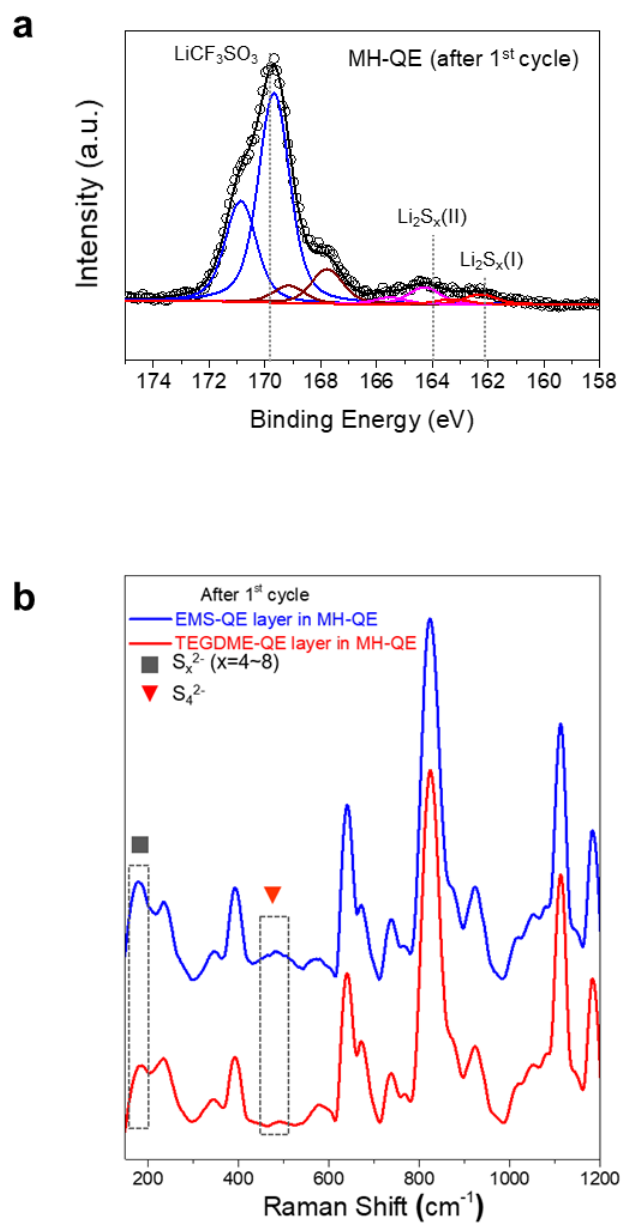 a
LiCF₃SO₃
MH-QE (after 1ˢᵗ cycle)
Li₂Sₓ(II)
Li₂Sₓ(I)
Intensity (a.u.)
174 172 170 168 166 164 162 160 158
Binding Energy (eV)
b
After 1ˢᵗ cycle
EMS-QE layer in MH-QE
TEGDME-QE layer in MH-QE
Sₓ²⁻ (x=4~8)
S₄²⁻
200 400 600 800 1000 1200
Raman Shift (cm⁻¹)